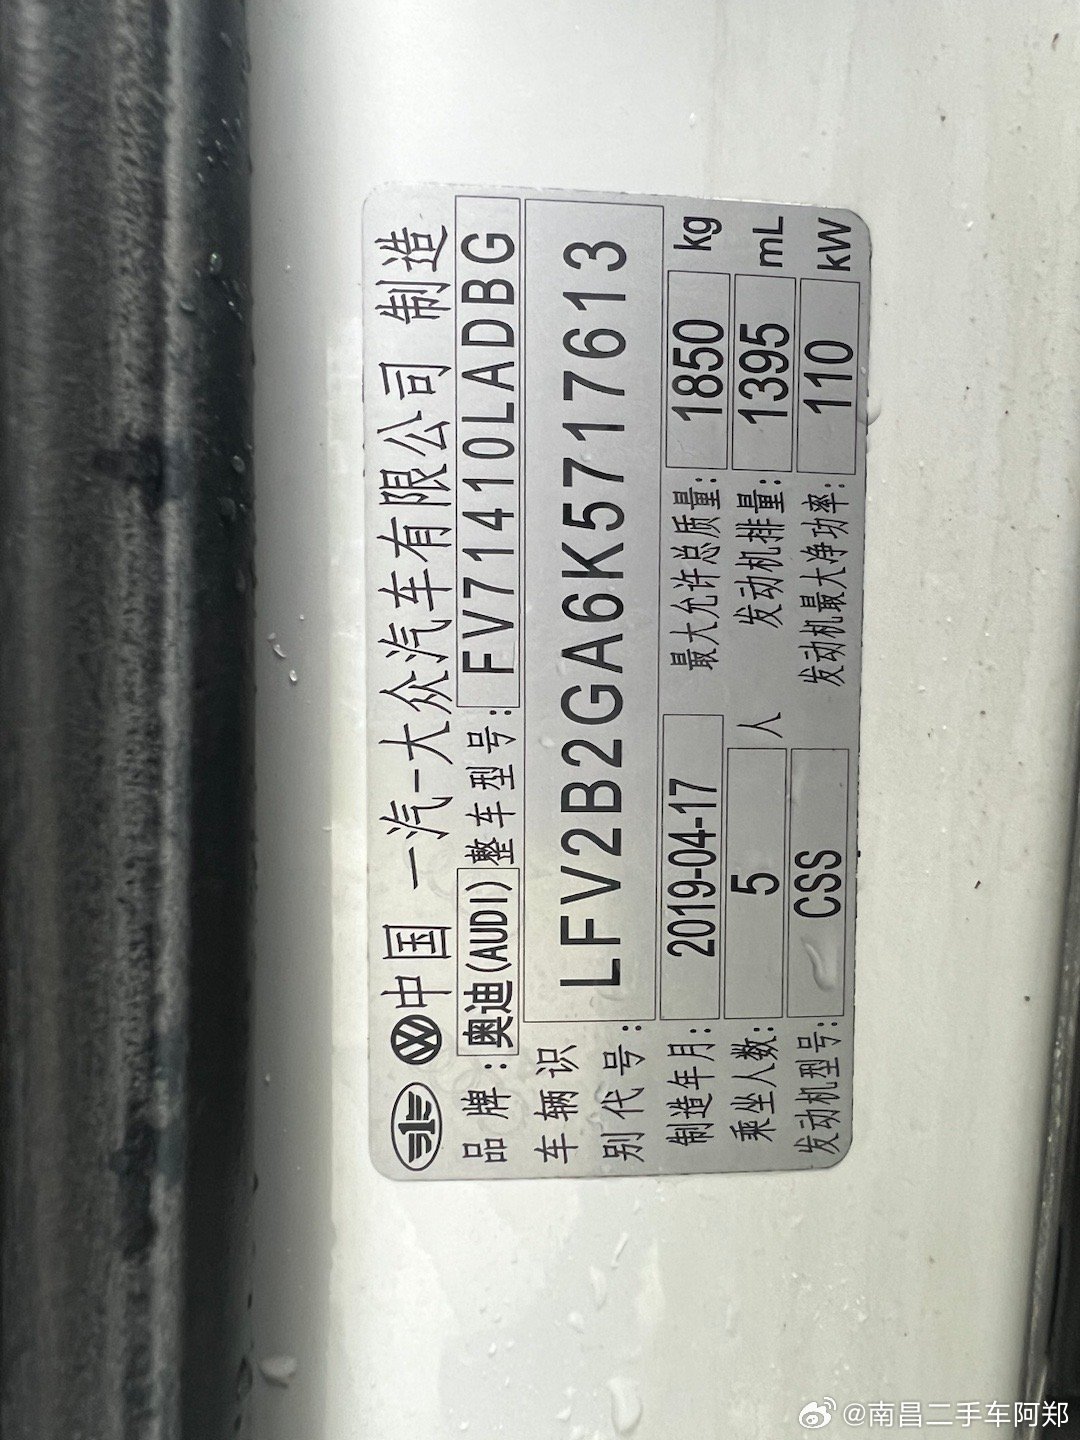 中国 一汽-大众汽车有限公司 制造
品牌:奥迪(AUDI) 整车型号:FV71410LADBG
车辆识别代号: LFV2B2GA6K5717613
制造年月: 2019-04-17 最大允许总质量: 1850 kg
乘坐人数: 5 人 发动机排量: 1395 mL
发动机型号: CSS 发动机最大净功率: 110 kW
@南昌二手车阿郑